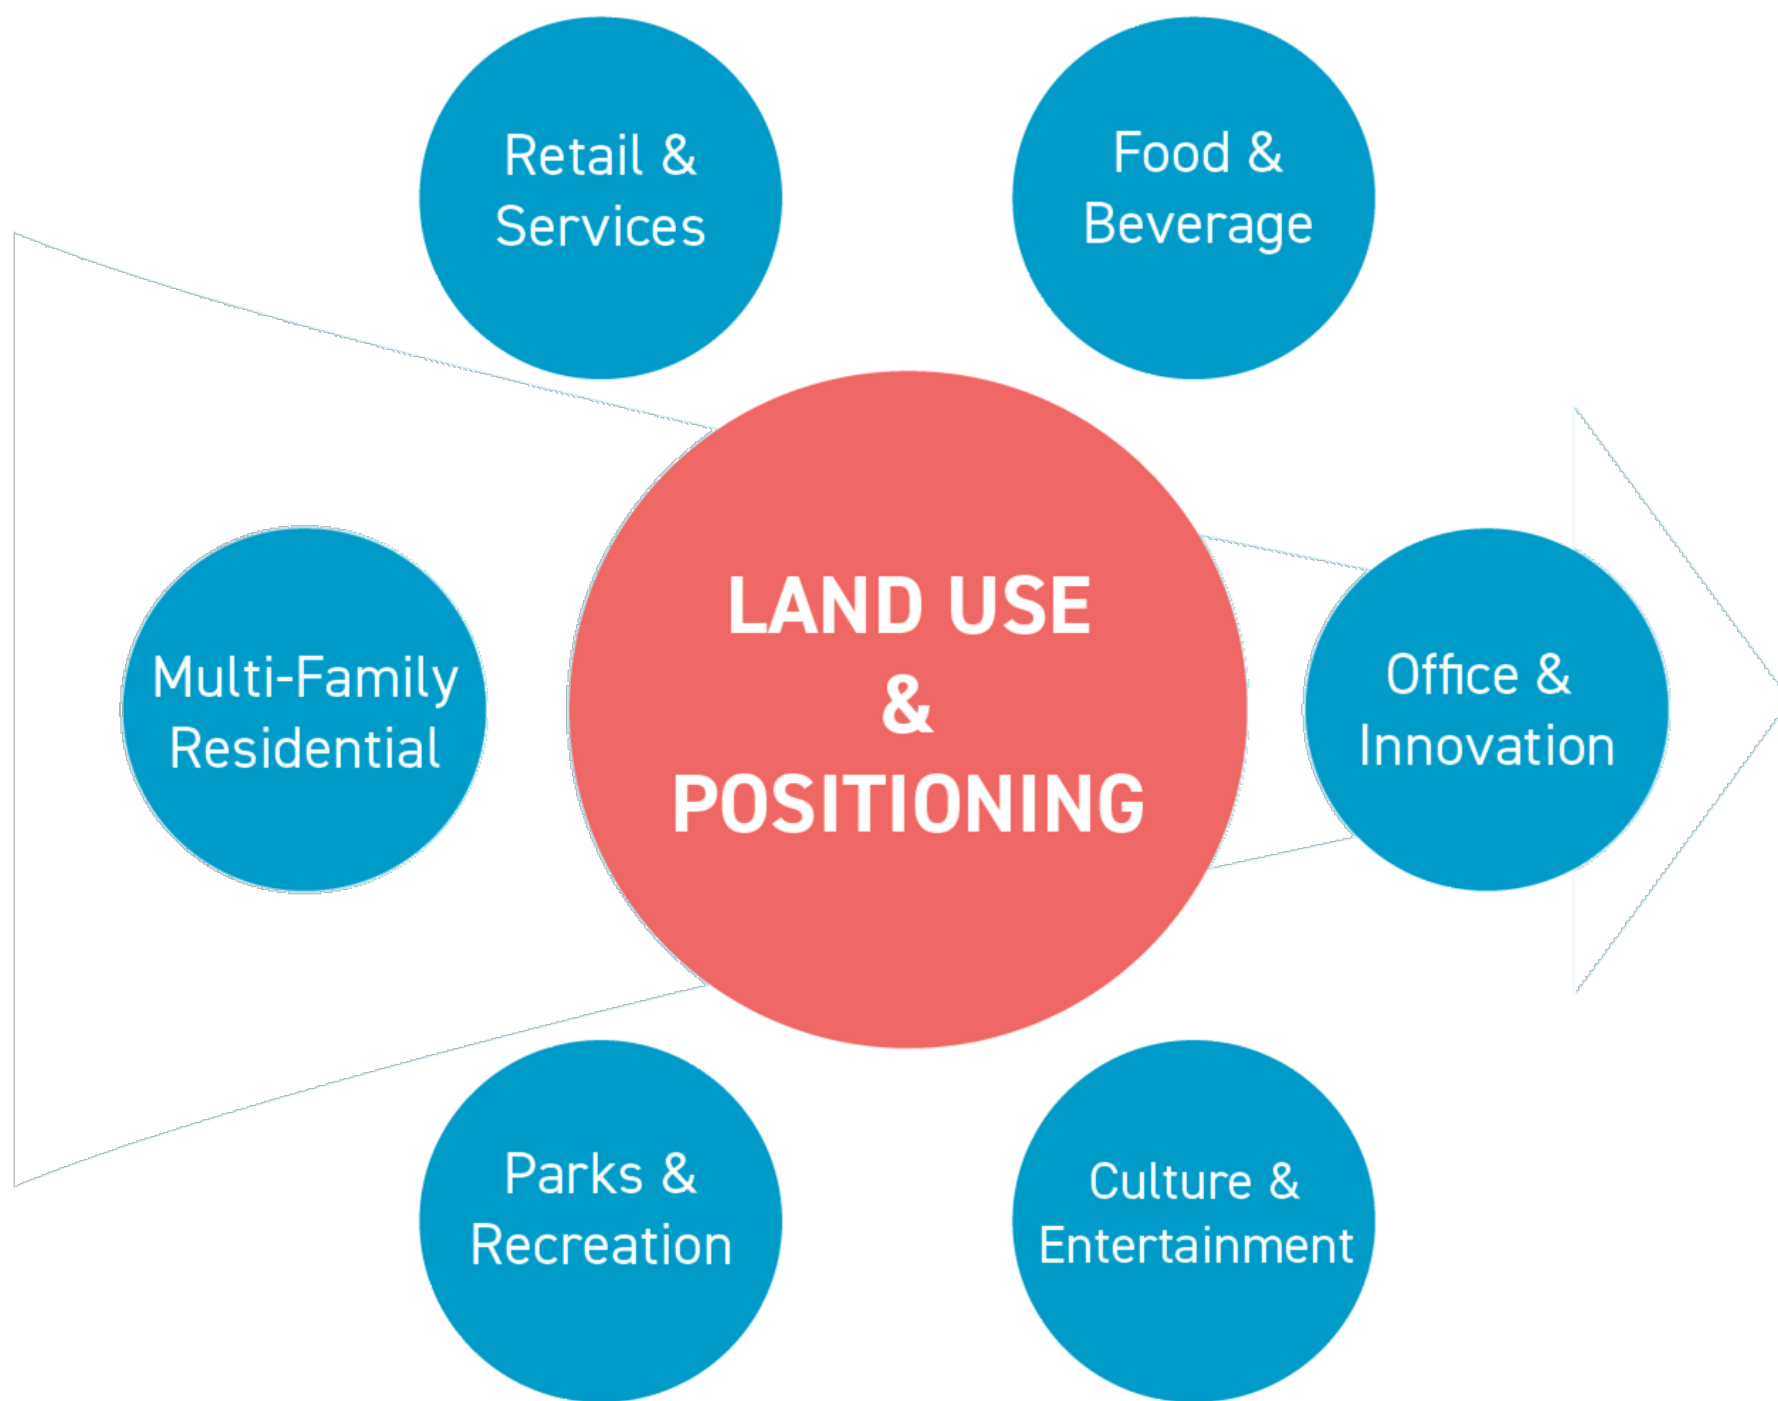 Retail &
Services
Food &
Beverage
Multi-Family
Residential
LAND USE
&
POSITIONING
Office &
Innovation
Parks &
Recreation
Culture &
Entertainment